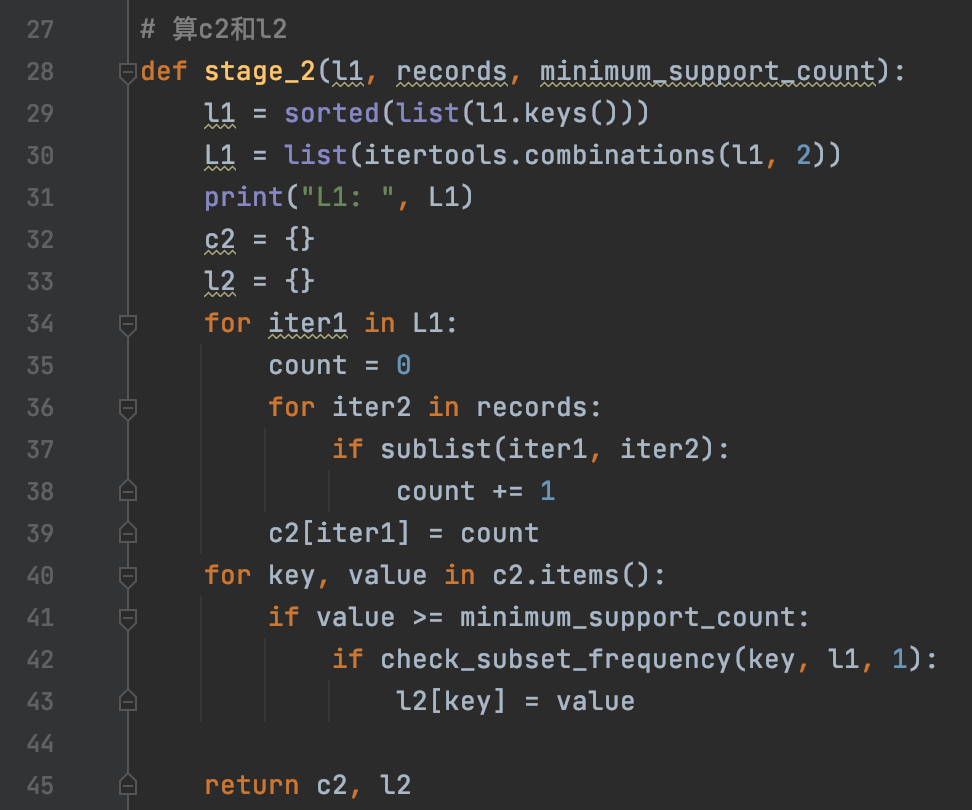 27 # 算c2和l2
28 def stage_2(l1, records, minimum_support_count):
29     l1 = sorted(list(l1.keys()))
30     L1 = list(itertools.combinations(l1, 2))
31     print("L1: ", L1)
32     c2 = {}
33     l2 = {}
34     for iter1 in L1:
35         count = 0
36         for iter2 in records:
37             if sublist(iter1, iter2):
38                 count += 1
39         c2[iter1] = count
40     for key, value in c2.items():
41         if value >= minimum_support_count:
42             if check_subset_frequency(key, l1, 1):
43                 l2[key] = value
44
45     return c2, l2